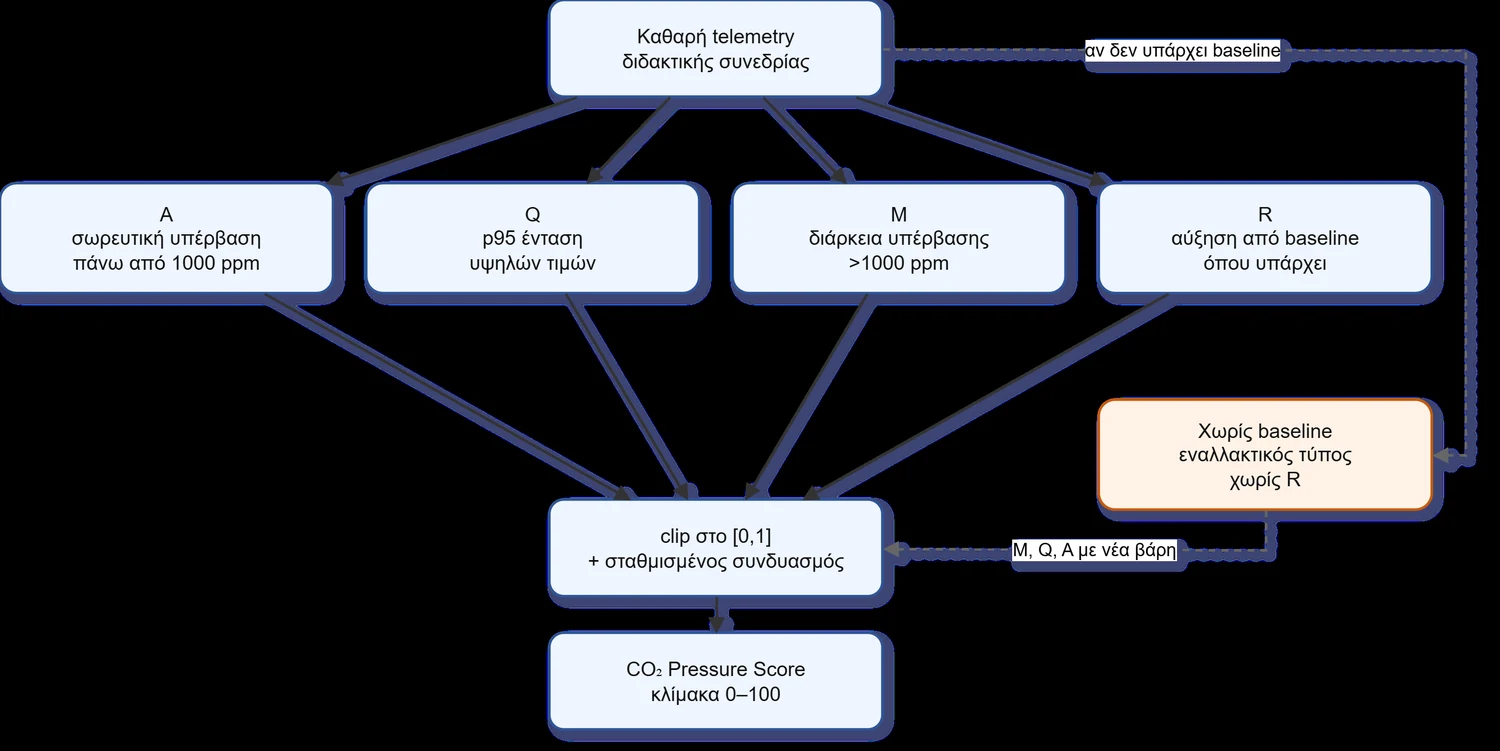 Καθαρή telemetry
διδακτικής συνεδρίας
αν δεν υπάρχει baseline
A
σωρευτική υπέρβαση
πάνω από 1000 ppm
Q
p95 ένταση
υψηλών τιμών
M
διάρκεια υπέρβασης
>1000 ppm
R
αύξηση από baseline
όπου υπάρχει
Χωρίς baseline
εναλλακτικός τύπος
χωρίς R
clip στο [0,1]
+ σταθμισμένος συνδυασμός
M, Q, A με νέα βάρη
CO₂ Pressure Score
κλίμακα 0–100